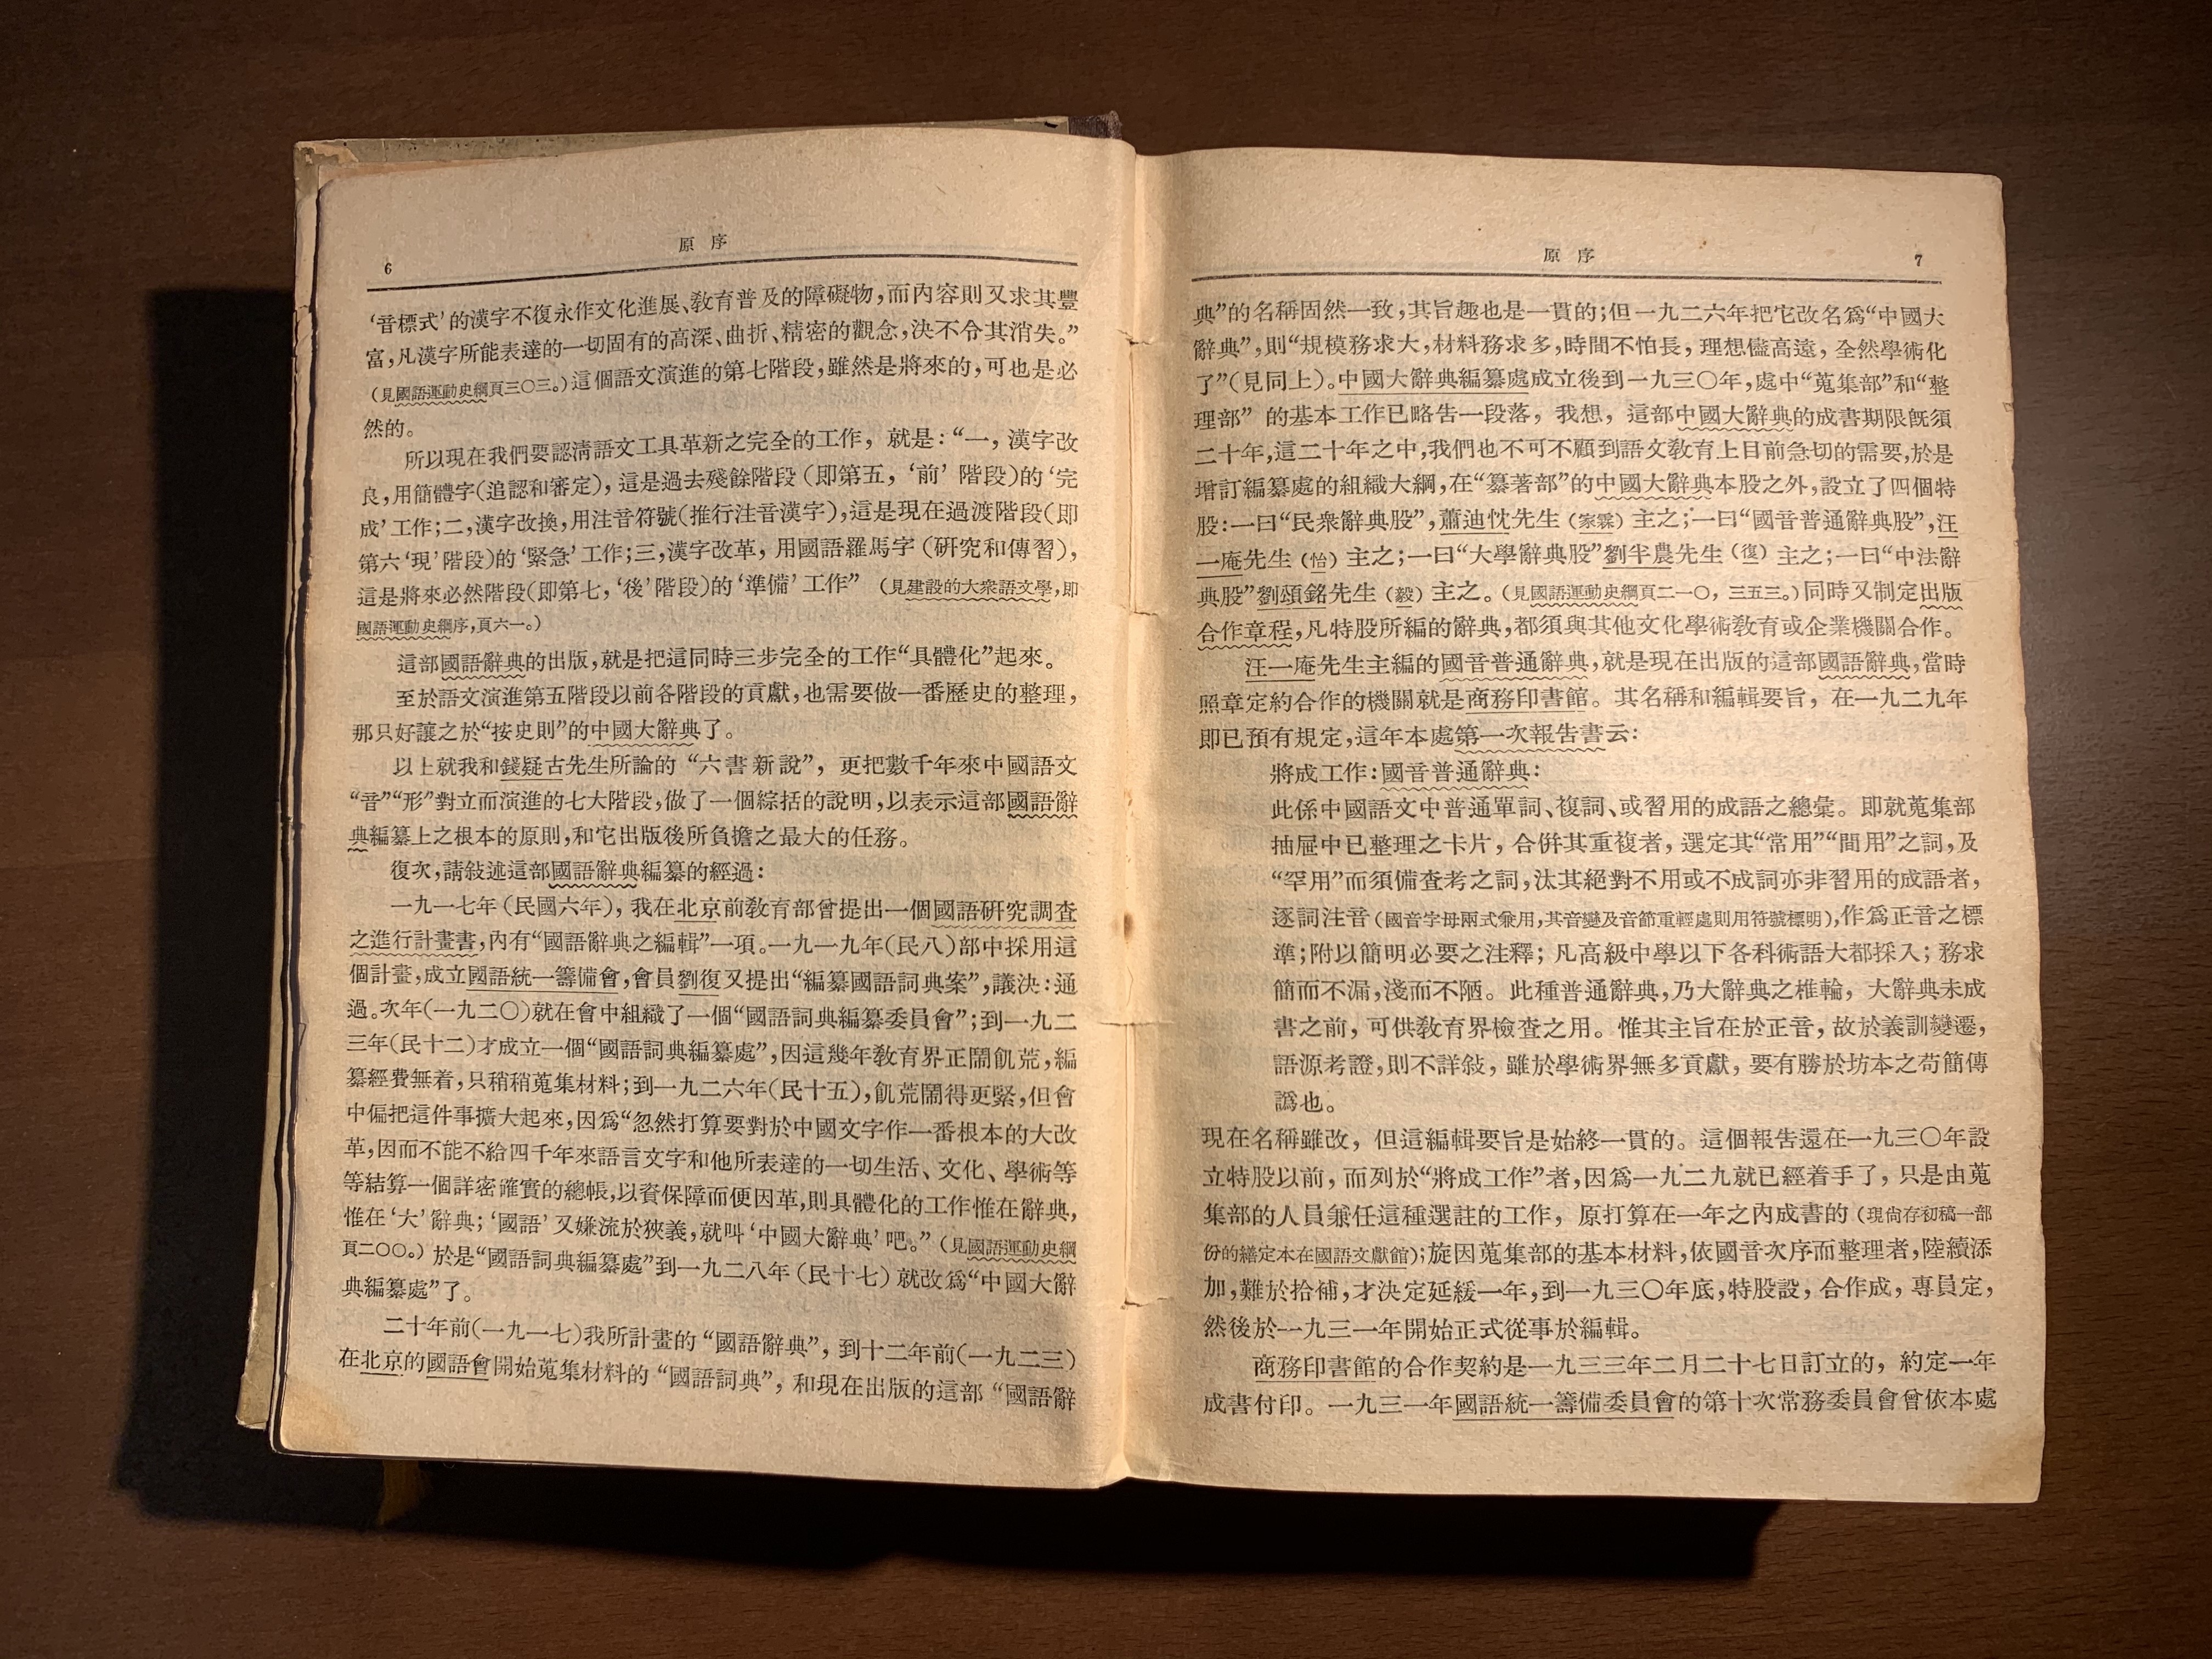 原序
6
‘音標式’的漢字不復永作文化進展、敎育普及的障礙物,而內容則又求其豐
富,凡漢字所能表達的一切固有的高深、曲折、精密的觀念,決不令其消失。”
(見國語運動史綱頁三〇三。)這個語文演進的第七階段,雖然是將來的,可也是必
然的。
所以現在我們要認淸語文工具革新之完全的工作,就是:“一,漢字改
良,用簡體字(追認和審定),這是過去殘餘階段(即第五,‘前’階段)的‘完
成’工作;二,漢字改換,用注音符號(推行注音漢字),這是現在過渡階段(即
第六‘現’階段)的‘緊急’工作;三,漢字改革,用國語羅馬字(硏究和傳習),
這是將來必然階段(即第七,‘後’階段)的‘準備’工作”(見建設的大衆語文學,即
國語運動史綱序,頁六一。)
這部國語辭典的出版,就是把這同時三步完全的工作“具體化”起來。
至於語文演進第五階段以前各階段的貢獻,也需要做一番歷史的整理,
那只好讓之於“按史則”的中國大辭典了。
以上就我和錢疑古先生所論的“六書新說”,更把數千年來中國語文
“音”“形”對立而演進的七大階段,做了一個綜括的說明,以表示這部國語辭
典編纂上之根本的原則,和它出版後所負擔之最大的任務。
復次,請敍述這部國語辭典編纂的經過:
一九一七年(民國六年),我在北京前敎育部曾提出一個國語硏究調查
之進行計畫書,內有“國語辭典之編輯”一項。一九一九年(民八)部中採用這
個計畫,成立國語統一籌備會,會員劉復又提出“編纂國語詞典案”,議決:通
過。次年(一九二〇)就在會中組織了一個“國語詞典編纂委員會”;到一九二
三年(民十二)才成立一個“國語詞典編纂處”,因這幾年敎育界正鬧飢荒,編
纂經費無着,只稍稍蒐集材料;到一九二六年(民十五),飢荒鬧得更緊,但會
中偏把這件事擴大起來,因爲“忽然打算要對於中國文字作一番根本的大改
革,因而不能不給四千年來語言文字和他所表達的一切生活、文化、學術等
等結算一個詳密確實的總帳,以資保障而便因革,則具體化的工作惟在辭典,
惟在‘大’辭典;‘國語’又嫌流於狹義,就叫‘中國大辭典’吧。”(見國語運動史綱
頁二〇〇。)於是“國語詞典編纂處”到一九二八年(民十七)就改爲“中國大辭
典編纂處”了。
二十年前(一九一七)我所計畫的“國語辭典”,到十二年前(一九二三)
在北京的國語會開始蒐集材料的“國語詞典”,和現在出版的這部“國語辭
原序
7
典”的名稱固然一致,其旨趣也是一貫的;但一九二六年把它改名爲“中國大
辭典”,則“規模務求大,材料務求多,時間不怕長,理想儘高遠,全然學術化
了”(見同上)。中國大辭典編纂處成立後到一九三〇年,處中“蒐集部”和“整
理部”的基本工作已略吿一段落,我想,這部中國大辭典的成書期限旣須
二十年,這二十年之中,我們也不可不顧到語文敎育上目前急切的需要,於是
增訂編纂處的組織大綱,在“纂著部”的中國大辭典本股之外,設立了四個特
股:一曰“民衆辭典股”,蕭迪忱先生(家霖)主之;一曰“國音普通辭典股”,汪
一庵先生(怡)主之;一曰“大學辭典股”劉半農先生(復)主之;一曰“中法辭
典股”劉頌銘先生(毅)主之。(見國語運動史綱頁二一〇,三五三。)同時又制定出版
合作章程,凡特股所編的辭典,都須與其他文化學術敎育或企業機關合作。
汪一庵先生主編的國音普通辭典,就是現在出版的這部國語辭典,當時
照章定約合作的機關就是商務印書館。其名稱和編輯要旨,在一九二九年
即已預有規定,這年本處第一次報吿書云:
將成工作:國音普通辭典:
此係中國語文中普通單詞、複詞、或習用的成語之總彙。即就蒐集部
抽屜中已整理之卡片,合併其重複者,選定其“常用”“間用”之詞,及
“罕用”而須備查考之詞,汰其絕對不用或不成詞亦非習用的成語者,
逐詞注音(國音字母兩式兼用,其音變及音節重輕處則用符號標明),作爲正音之標
準;附以簡明必要之注釋;凡高級中學以下各科術語大都採入;務求
簡而不漏,淺而不陋。此種普通辭典,乃大辭典之椎輪,大辭典未成
書之前,可供敎育界檢查之用。惟其主旨在於正音,故於義訓變遷,
語源考證,則不詳敍,雖於學術界無多貢獻,要有勝於坊本之苟簡傳
譌也。
現在名稱雖改,但這編輯要旨是始終一貫的。這個報吿還在一九三〇年設
立特股以前,而列於“將成工作”者,因爲一九二九就已經着手了,只是由蒐
集部的人員兼任這種選註的工作,原打算在一年之內成書的(現尙存初稿一部
份的繕定本在國語文獻館);旋因蒐集部的基本材料,依國音次序而整理者,陸續添
加,難於拾補,才決定延緩一年,到一九三〇年底,特股設,合作成,專員定,
然後於一九三一年開始正式從事於編輯。
商務印書館的合作契約是一九三三年二月二十七日訂立的,約定一年
成書付印。一九三一年國語統一籌備委員會的第十次常務委員會曾依本處